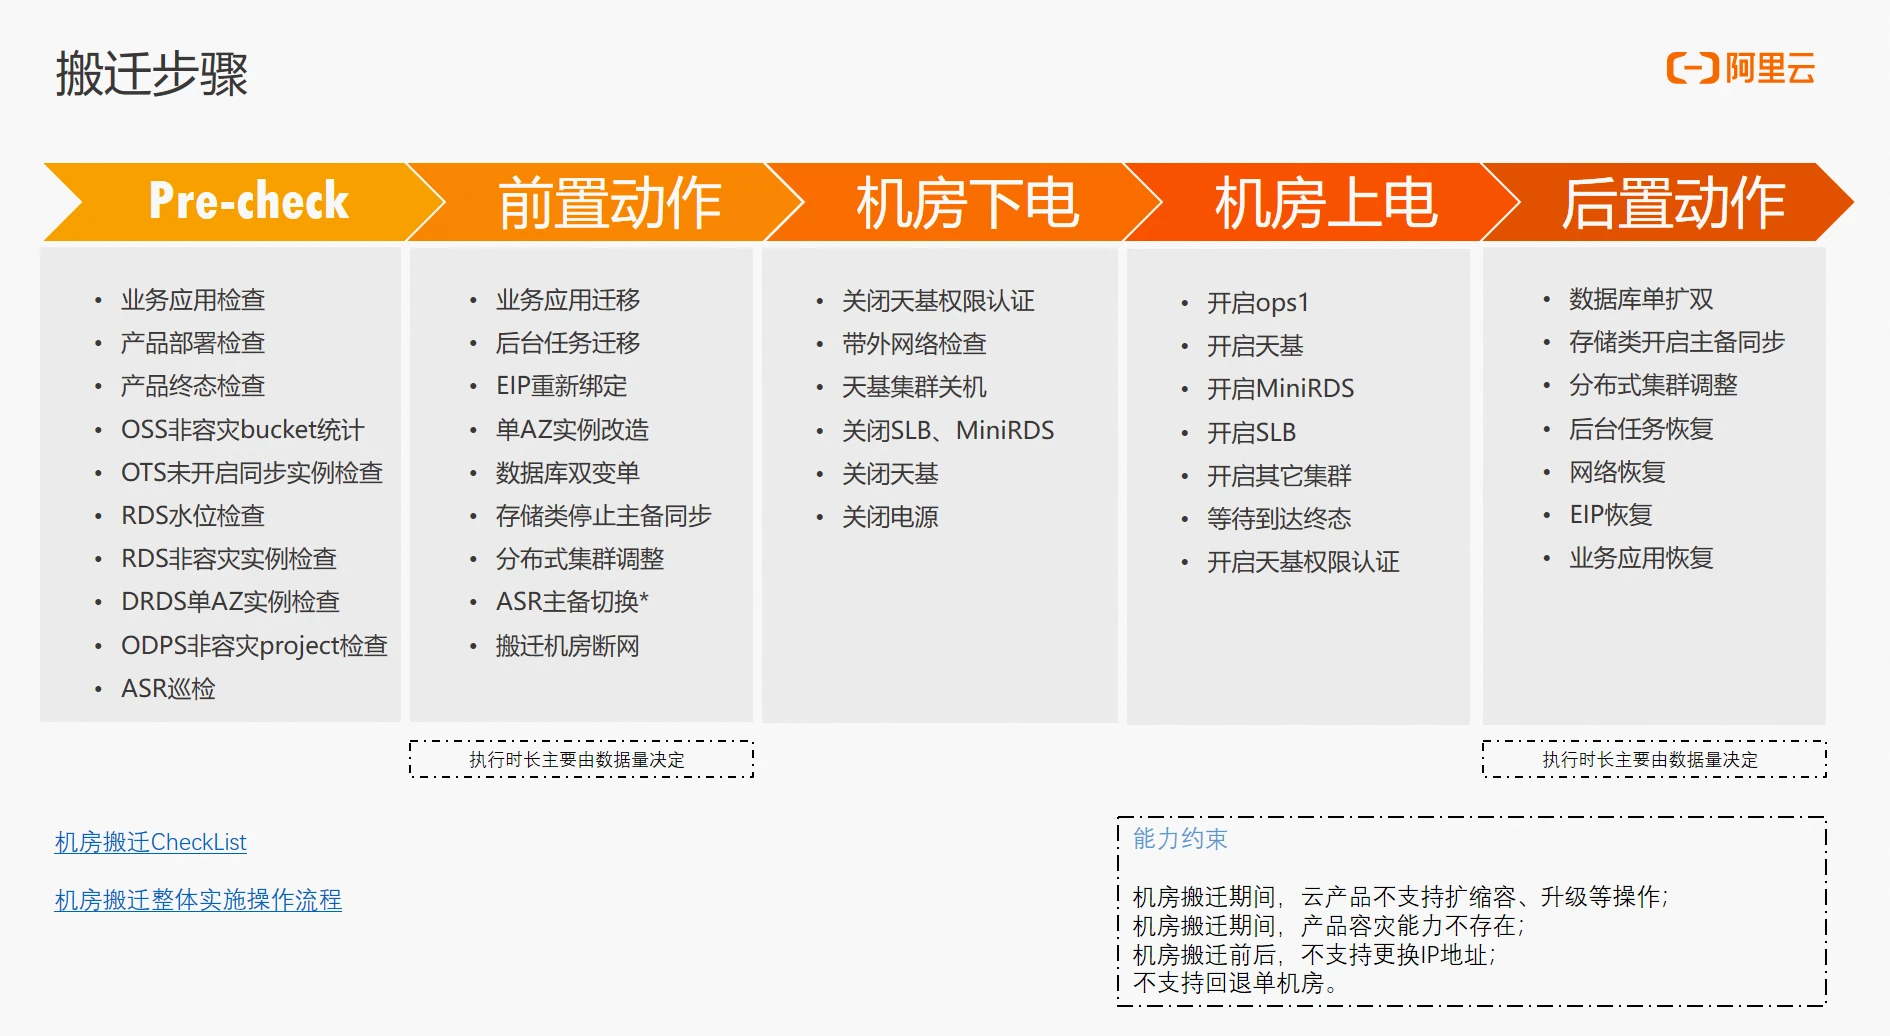 搬迁步骤
阿里云
Pre-check
前置动作
机房下电
机房上电
后置动作
• 业务应用检查
• 产品部署检查
• 产品终态检查
• OSS非容灾bucket统计
• OTS未开启同步实例检查
• RDS水位检查
• RDS非容灾实例检查
• DRDS单AZ实例检查
• ODPS非容灾project检查
• ASR巡检
• 业务应用迁移
• 后台任务迁移
• EIP重新绑定
• 单AZ实例改造
• 数据库双变单
• 存储类停止主备同步
• 分布式集群调整
• ASR主备切换*
• 搬迁机房断网
• 关闭天基权限认证
• 带外网络检查
• 天基集群关机
• 关闭SLB、MiniRDS
• 关闭天基
• 关闭电源
• 开启ops1
• 开启天基
• 开启MiniRDS
• 开启SLB
• 开启其它集群
• 等待到达终态
• 开启天基权限认证
• 数据库单扩双
• 存储类开启主备同步
• 分布式集群调整
• 后台任务恢复
• 网络恢复
• EIP恢复
• 业务应用恢复
执行时长主要由数据量决定
执行时长主要由数据量决定
机房搬迁CheckList
机房搬迁整体实施操作流程
能力约束
机房搬迁期间，云产品不支持扩缩容、升级等操作；
机房搬迁期间，产品容灾能力不存在；
机房搬迁前后，不支持更换IP地址；
不支持回退单机房。